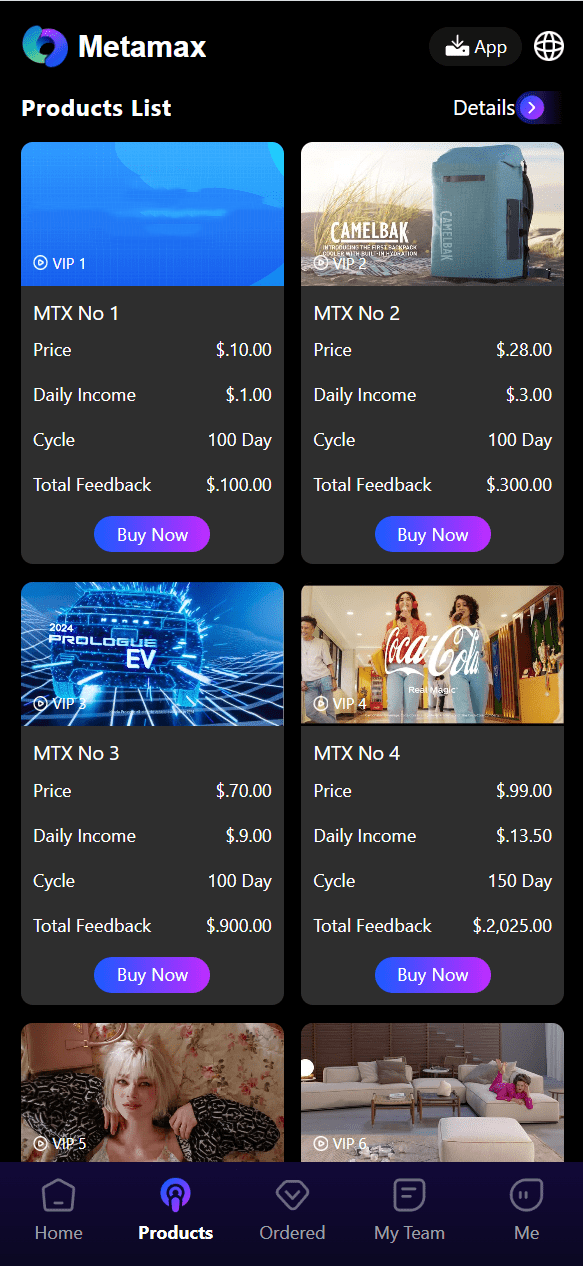 Metamax
App
Products List
Details
VIP 1
MTX No 1
Price $.10.00
Daily Income $.1.00
Cycle 100 Day
Total Feedback $.100.00
Buy Now
CAMELBAK
INTRODUCING THE FIRST BACKPACK
COOLER WITH BUILT-IN HYDRATION
CAMELBAK
VIP 2
MTX No 2
Price $.28.00
Daily Income $.3.00
Cycle 100 Day
Total Feedback $.300.00
Buy Now
2024
PROLOGUE
EV
VIP 3
MTX No 3
Price $.70.00
Daily Income $.9.00
Cycle 100 Day
Total Feedback $.900.00
Buy Now
Coca-Cola
Real Magic
VIP 4
MTX No 4
Price $.99.00
Daily Income $.13.50
Cycle 150 Day
Total Feedback $.2,025.00
Buy Now
VIP 5
VIP 6
Home
Products
Ordered
My Team
Me